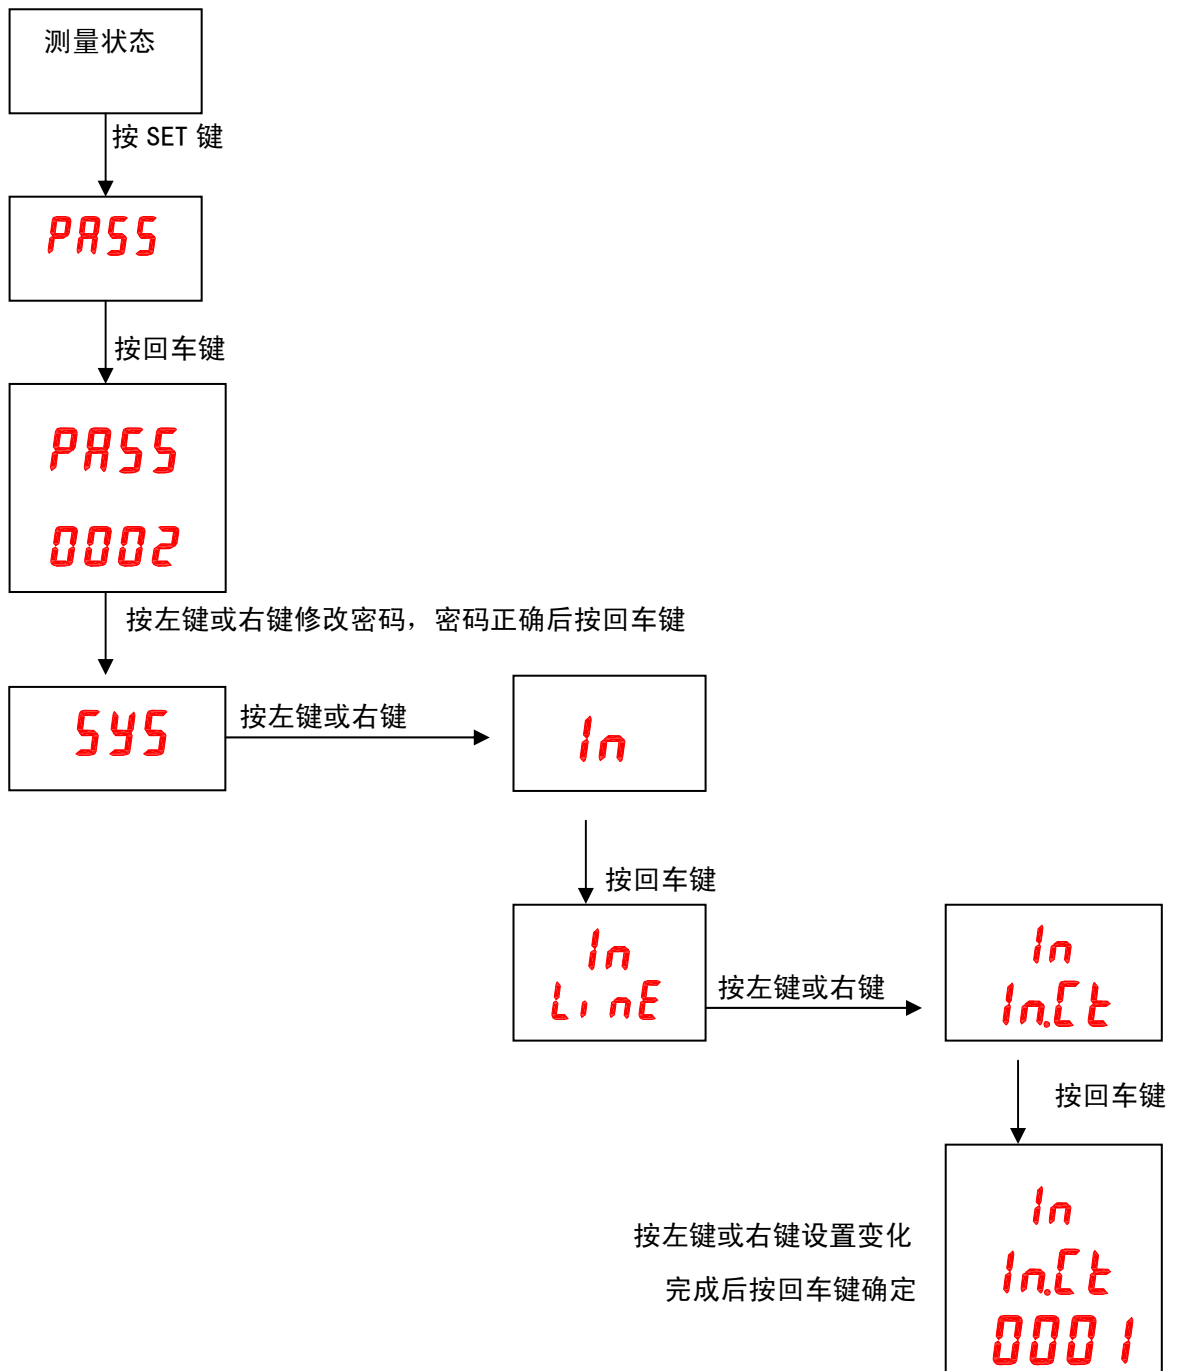 测量状态
按 SET 键
PASS
按回车键
PASS
0002
按左键或右键修改密码，密码正确后按回车键
SYS
按左键或右键
In
按回车键
In
LinE
按左键或右键
In
In.Ct
按回车键
按左键或右键设置变化
完成后按回车键确定
In
In.Ct
0001